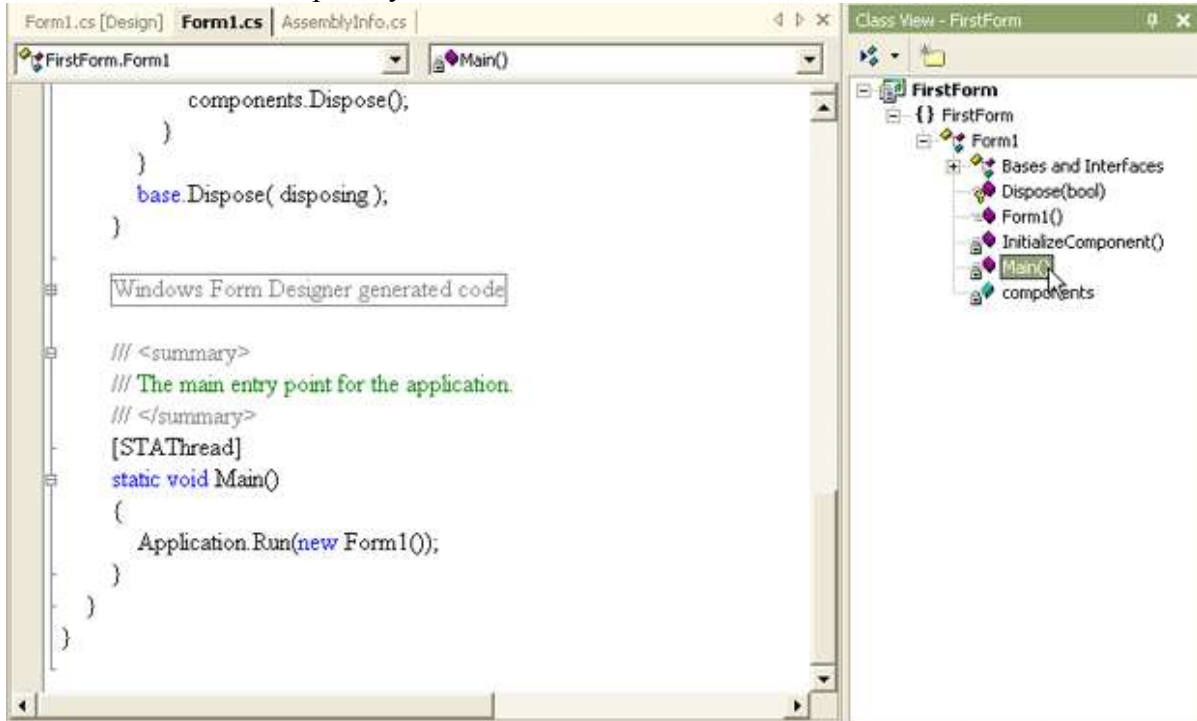 Form1.cs [Design] Form1.cs AssemblyInfo.cs
FirstForm.Form1 Main()
components.Dispose();
}
}
base.Dispose( disposing );
}
Windows Form Designer generated code
/// <summary>
/// The main entry point for the application.
/// </summary>
[STAThread]
static void Main()
{
Application.Run(new Form1());
}
}
}
Class View - FirstForm
FirstForm
{} FirstForm
Form1
Bases and Interfaces
Dispose(bool)
Form1()
InitializeComponent()
Main()
components